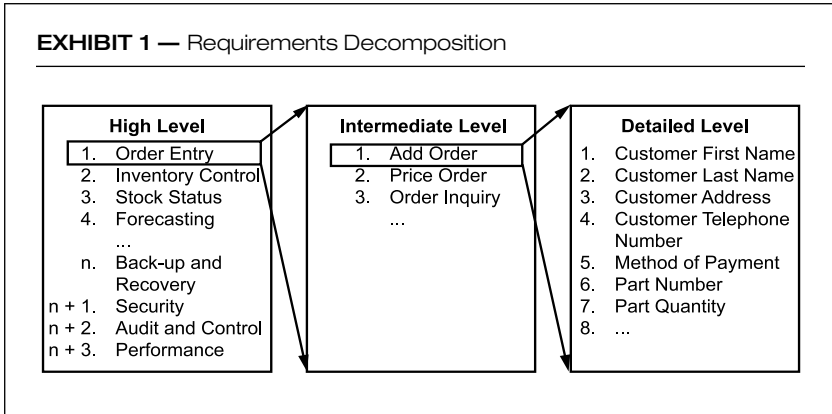 EXHIBIT 1 — Requirements Decomposition
High Level
1. Order Entry
2. Inventory Control
3. Stock Status
4. Forecasting
...
n. Back-up and
Recovery
n + 1. Security
n + 2. Audit and Control
n + 3. Performance
Intermediate Level
1. Add Order
2. Price Order
3. Order Inquiry
...
Detailed Level
1. Customer First Name
2. Customer Last Name
3. Customer Address
4. Customer Telephone
Number
5. Method of Payment
6. Part Number
7. Part Quantity
8. ...